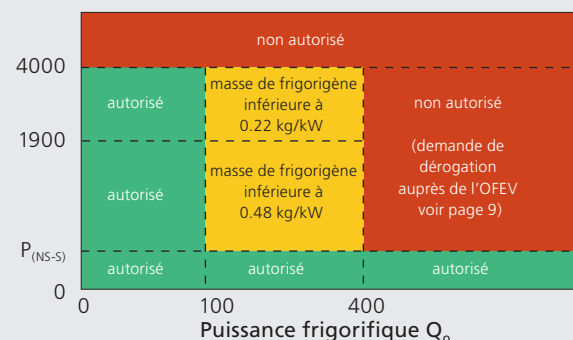 non autorisé
4000
autorisé
masse de frigorigène
inférieure à
0.22 kg/kW
non autorisé
1900
(demande de
dérogation
auprès de l'OFEV
voir page 9)
autorisé
masse de frigorigène
inférieure à
0.48 kg/kW
P(NS-S)
autorisé
autorisé
autorisé
0
0
100
400
Puissance frigorifique Qo